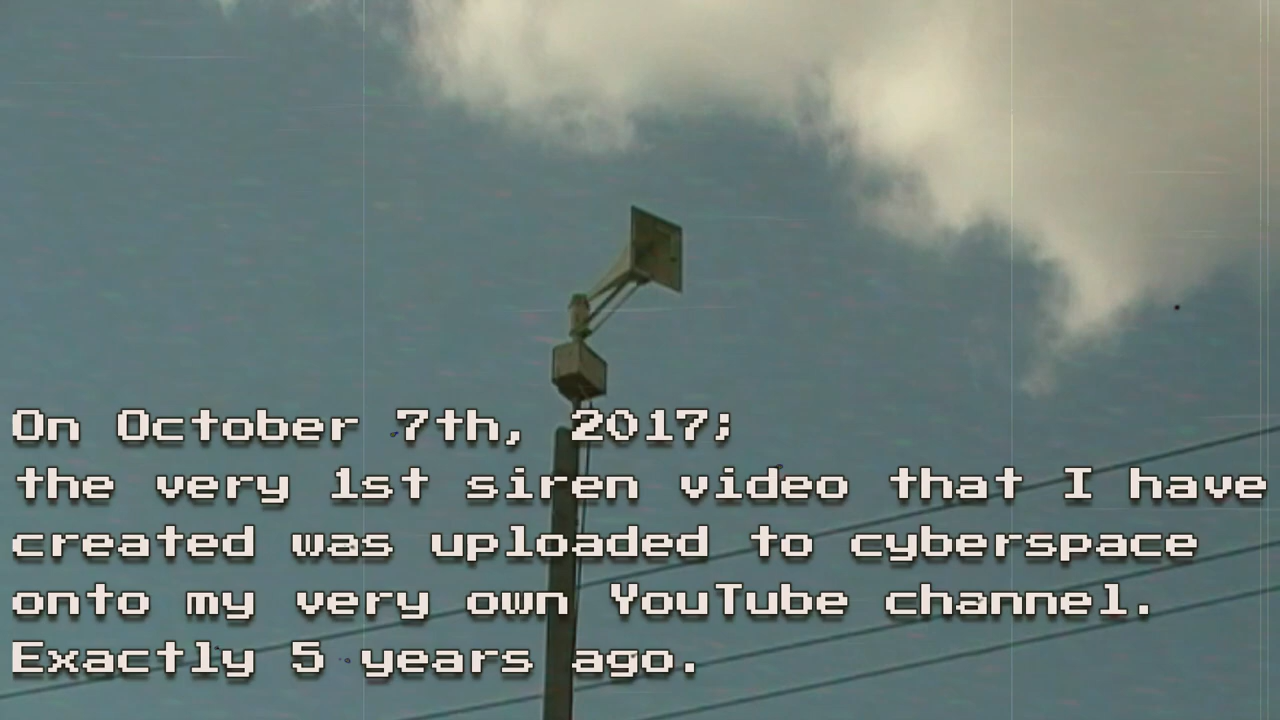 On October 7th, 2017;
the very 1st siren video that I have
created was uploaded to cyberspace
onto my very own YouTube channel.
Exactly 5 years ago.